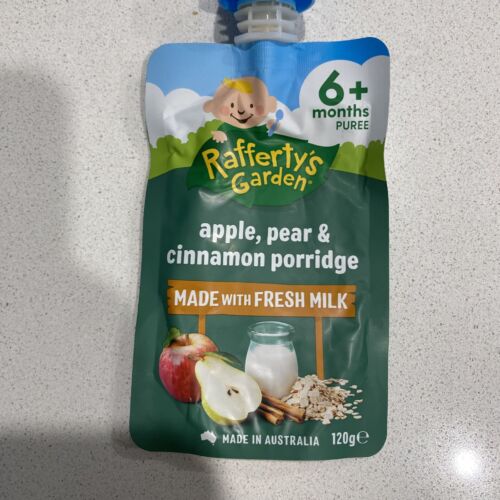 6+
months
PUREE
Rafferty's
Garden®
apple, pear &
cinnamon porridge
MADE WITH FRESH MILK
MADE IN AUSTRALIA 120g℮